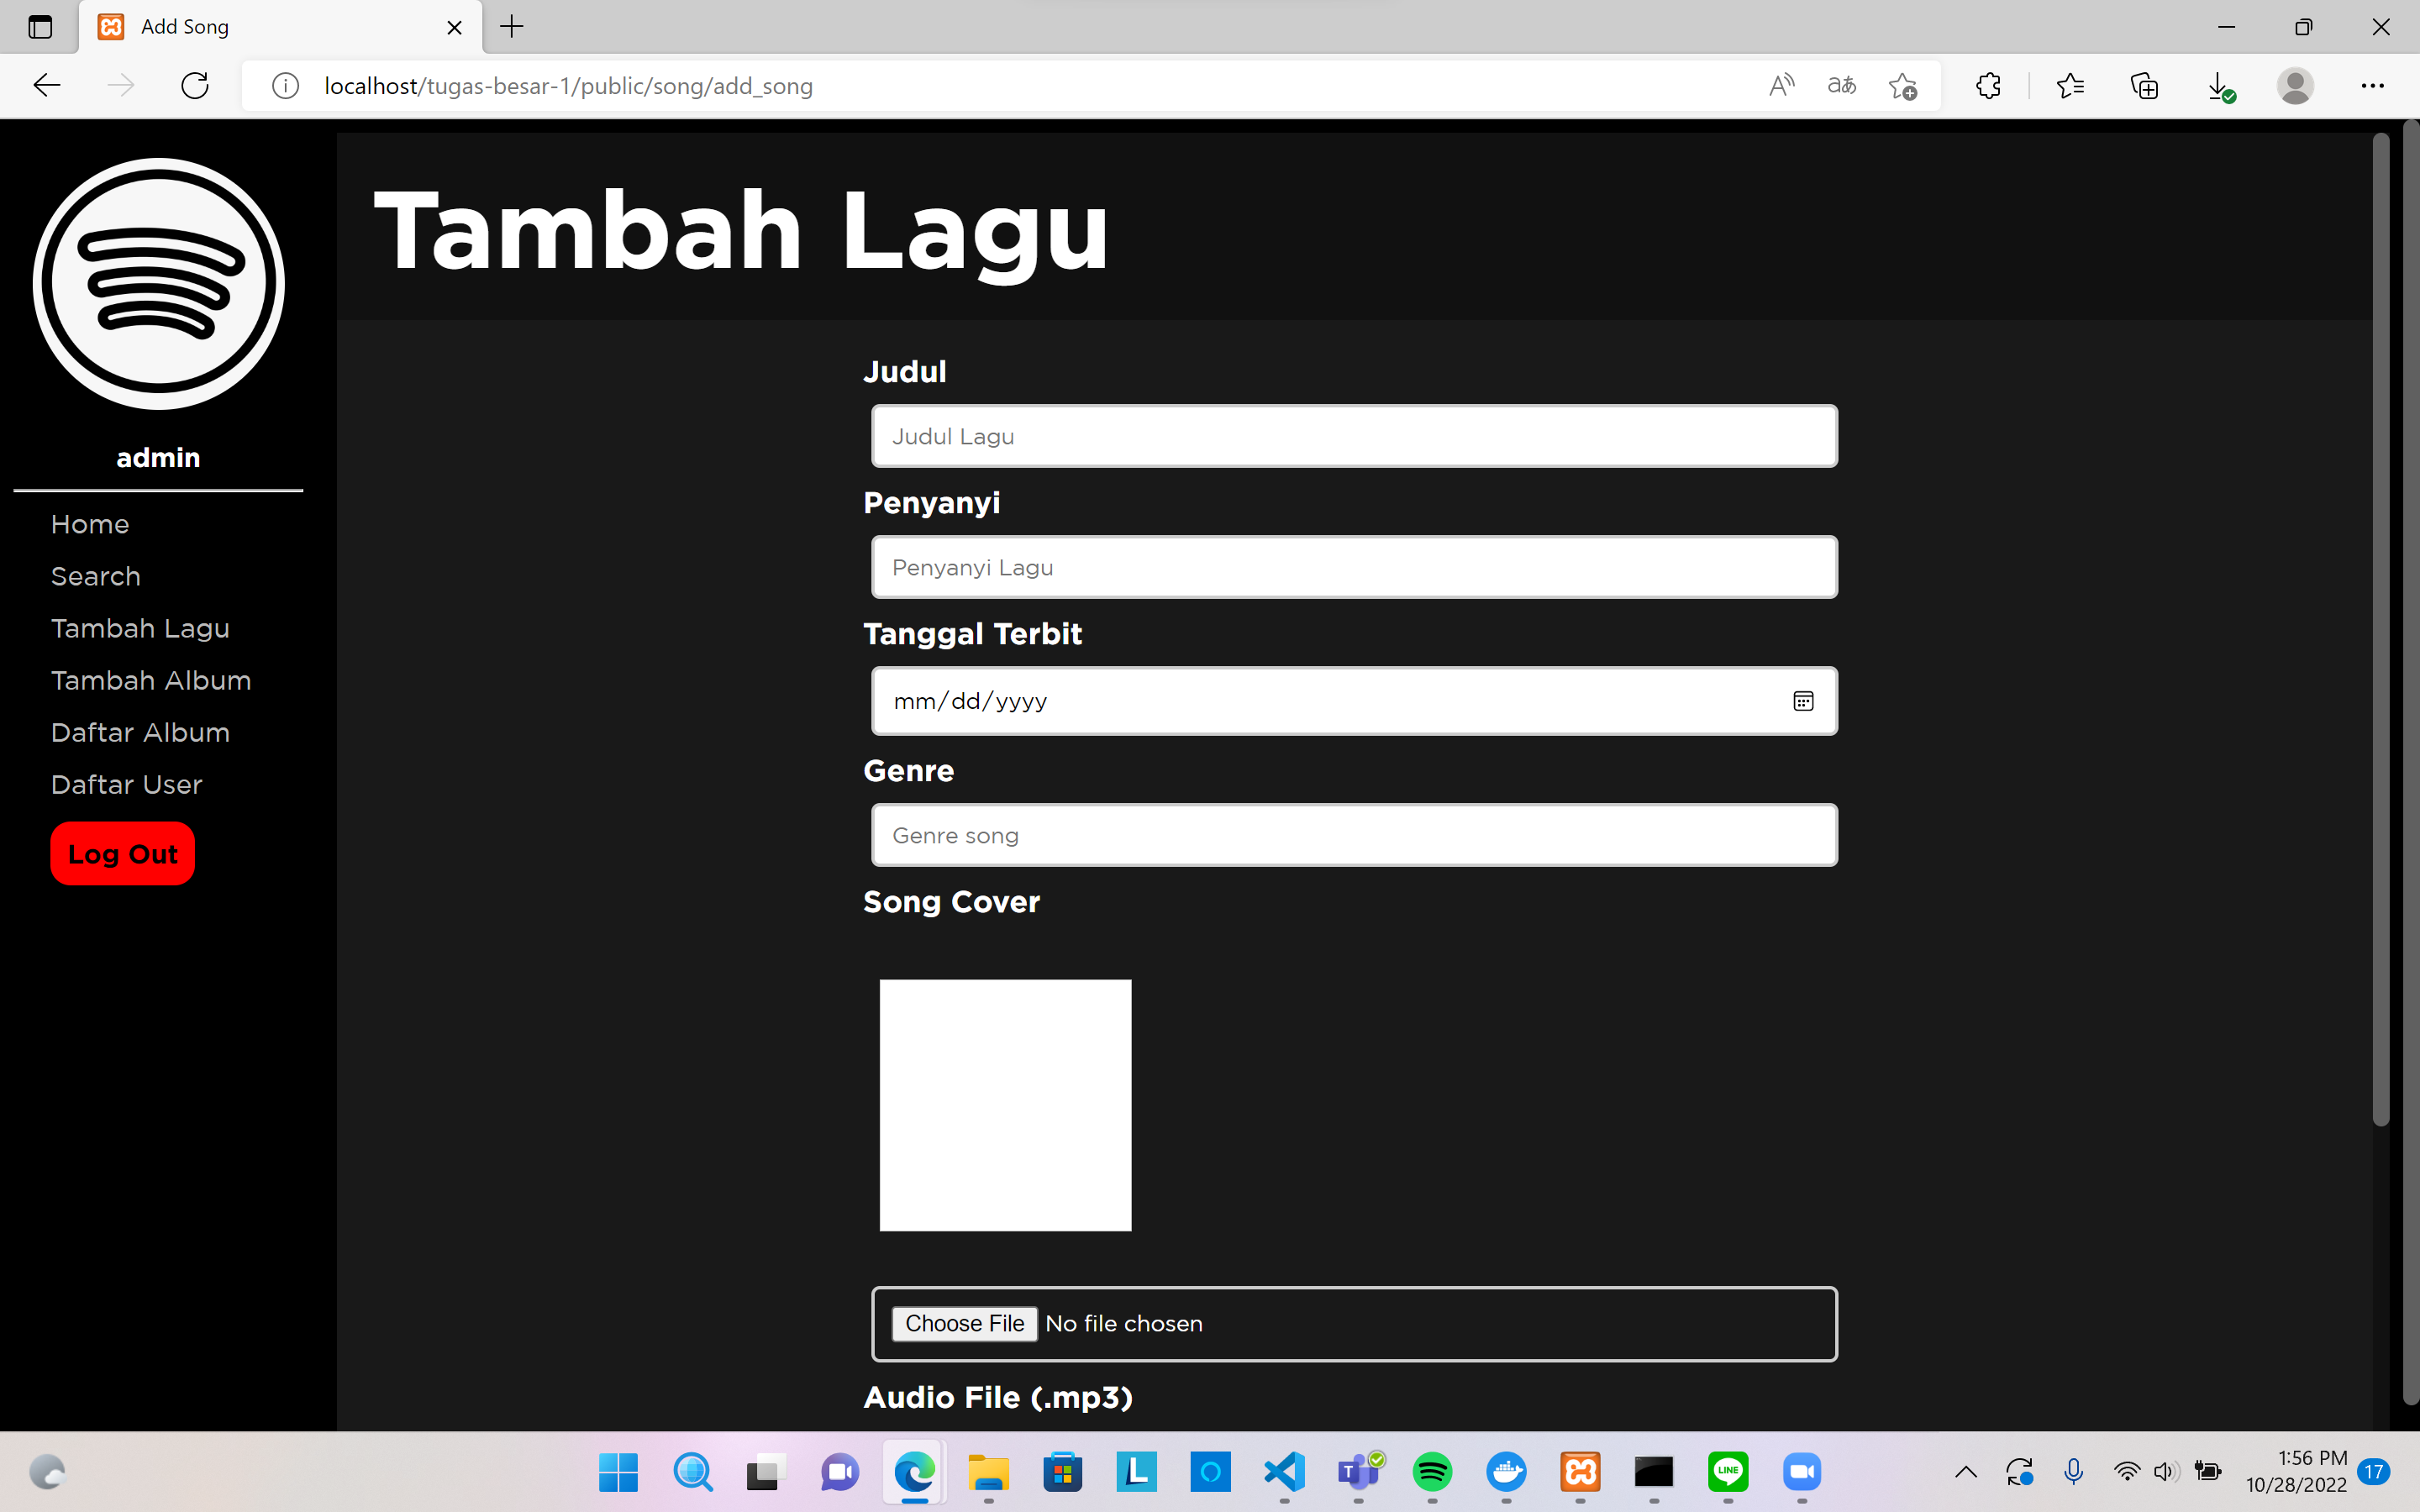 Add Song
localhost/tugas-besar-1/public/song/add_song
Tambah Lagu
admin
Home
Search
Tambah Lagu
Tambah Album
Daftar Album
Daftar User
Log Out
Judul
Judul Lagu
Penyanyi
Penyanyi Lagu
Tanggal Terbit
mm/dd/yyyy
Genre
Genre song
Song Cover
Choose File No file chosen
Audio File (.mp3)
LINE
1:56 PM
10/28/2022
17